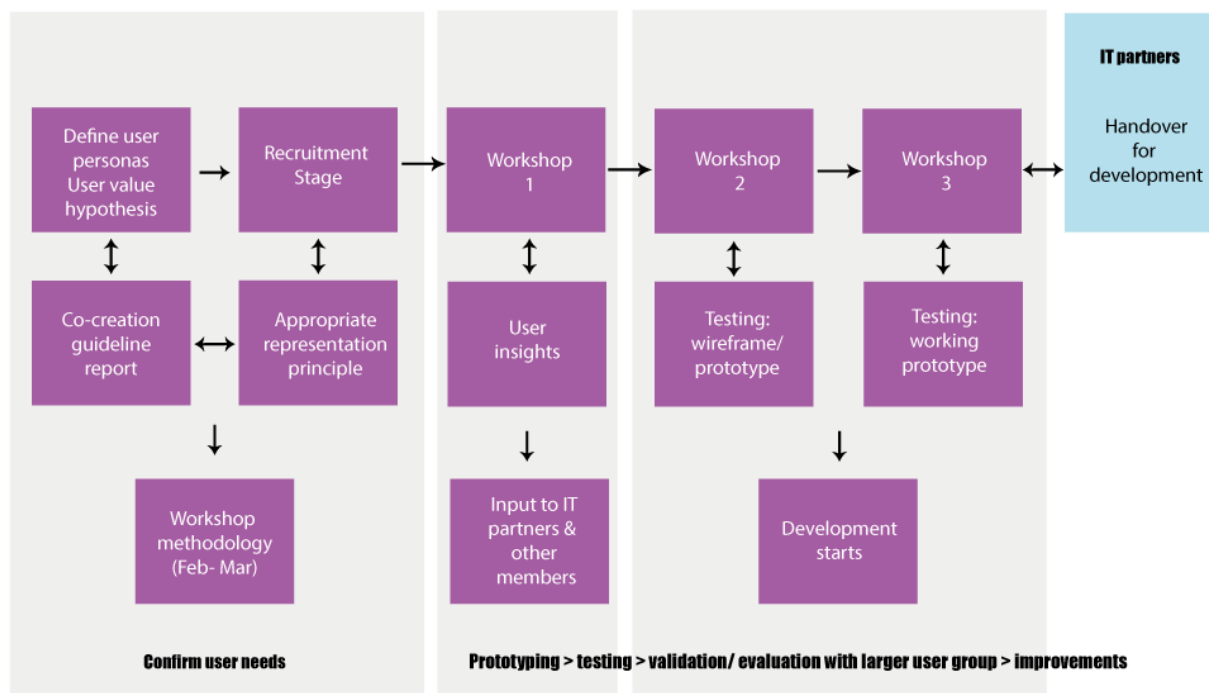 IT partners
Define user
personas
User value
hypothesis
Recruitment
Stage
Workshop
1
Workshop
2
Workshop
3
Handover
for
development
Co-creation
guideline
report
Appropriate
representation
principle
User
insights
Testing:
wireframe/
prototype
Testing:
working
prototype
Workshop
methodology
(Feb- Mar)
Input to IT
partners &
other
members
Development
starts
Confirm user needs
Prototyping > testing > validation/ evaluation with larger user group > improvements